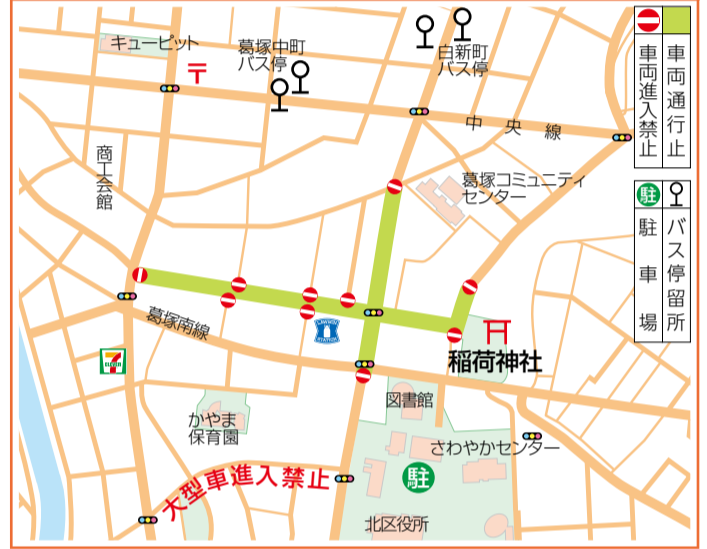 キューピット
〒
葛塚中町
バス停
白新町
バス停
中央線
商工会館
葛塚コミュニティ
センター
葛塚南線
稲荷神社
図書館
かやま
保育園
さわやかセンター
大型車進入禁止
駐
北区役所
車両通行止
車両進入禁止
バス停留所
駐
駐車場